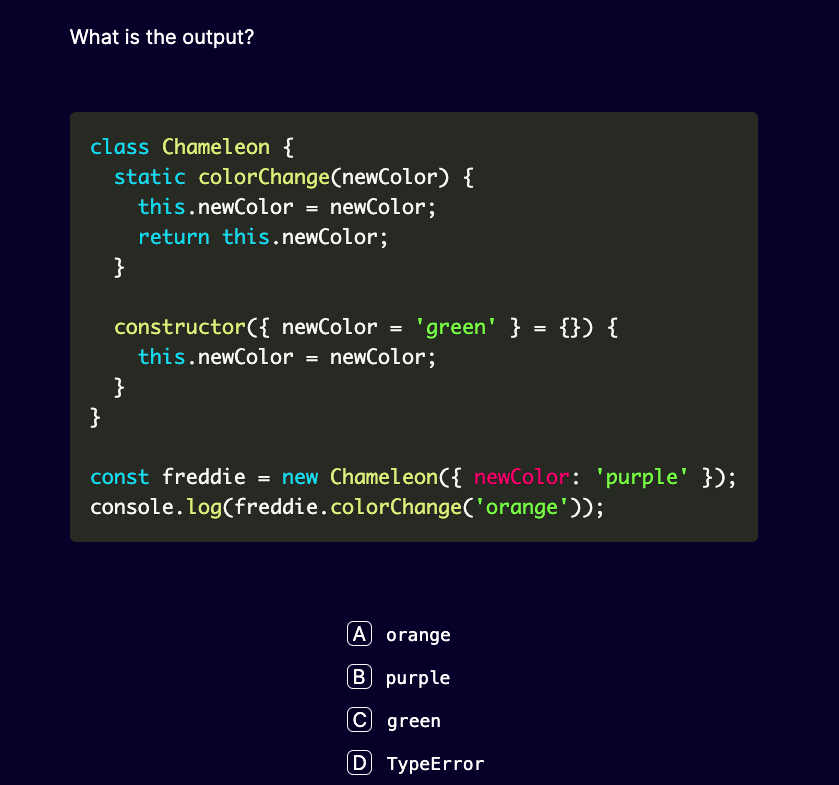 What is the output?
class Chameleon {
  static colorChange(newColor) {
    this.newColor = newColor;
    return this.newColor;
  }

  constructor({ newColor = 'green' } = {}) {
    this.newColor = newColor;
  }
}

const freddie = new Chameleon({ newColor: 'purple' });
console.log(freddie.colorChange('orange'));
A orange
B purple
C green
D TypeError